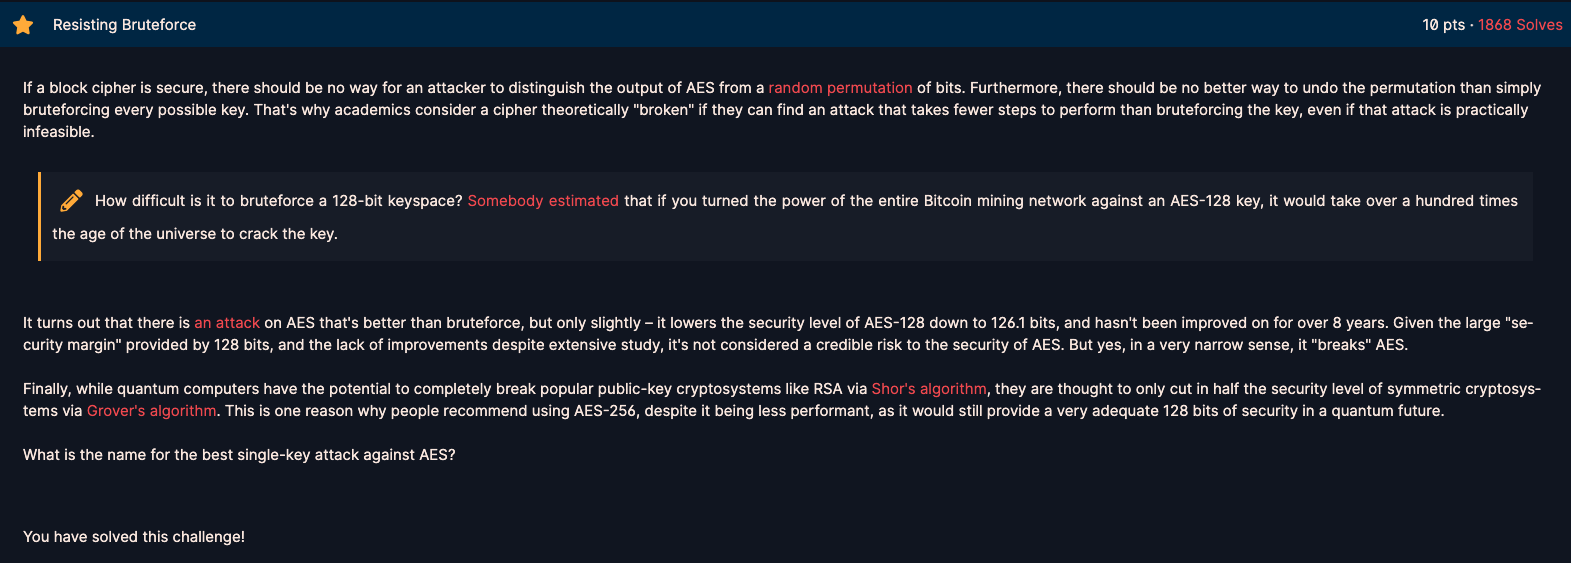 Resisting Bruteforce
10 pts · 1868 Solves
If a block cipher is secure, there should be no way for an attacker to distinguish the output of AES from a random permutation of bits. Furthermore, there should be no better way to undo the permutation than simply
bruteforcing every possible key. That's why academics consider a cipher theoretically "broken" if they can find an attack that takes fewer steps to perform than bruteforcing the key, even if that attack is practically
infeasible.
How difficult is it to bruteforce a 128-bit keyspace? Somebody estimated that if you turned the power of the entire Bitcoin mining network against an AES-128 key, it would take over a hundred times
the age of the universe to crack the key.
It turns out that there is an attack on AES that's better than bruteforce, but only slightly – it lowers the security level of AES-128 down to 126.1 bits, and hasn't been improved on for over 8 years. Given the large "se-
curity margin" provided by 128 bits, and the lack of improvements despite extensive study, it's not considered a credible risk to the security of AES. But yes, in a very narrow sense, it "breaks" AES.
Finally, while quantum computers have the potential to completely break popular public-key cryptosystems like RSA via Shor's algorithm, they are thought to only cut in half the security level of symmetric cryptosys-
tems via Grover's algorithm. This is one reason why people recommend using AES-256, despite it being less performant, as it would still provide a very adequate 128 bits of security in a quantum future.
What is the name for the best single-key attack against AES?
You have solved this challenge!